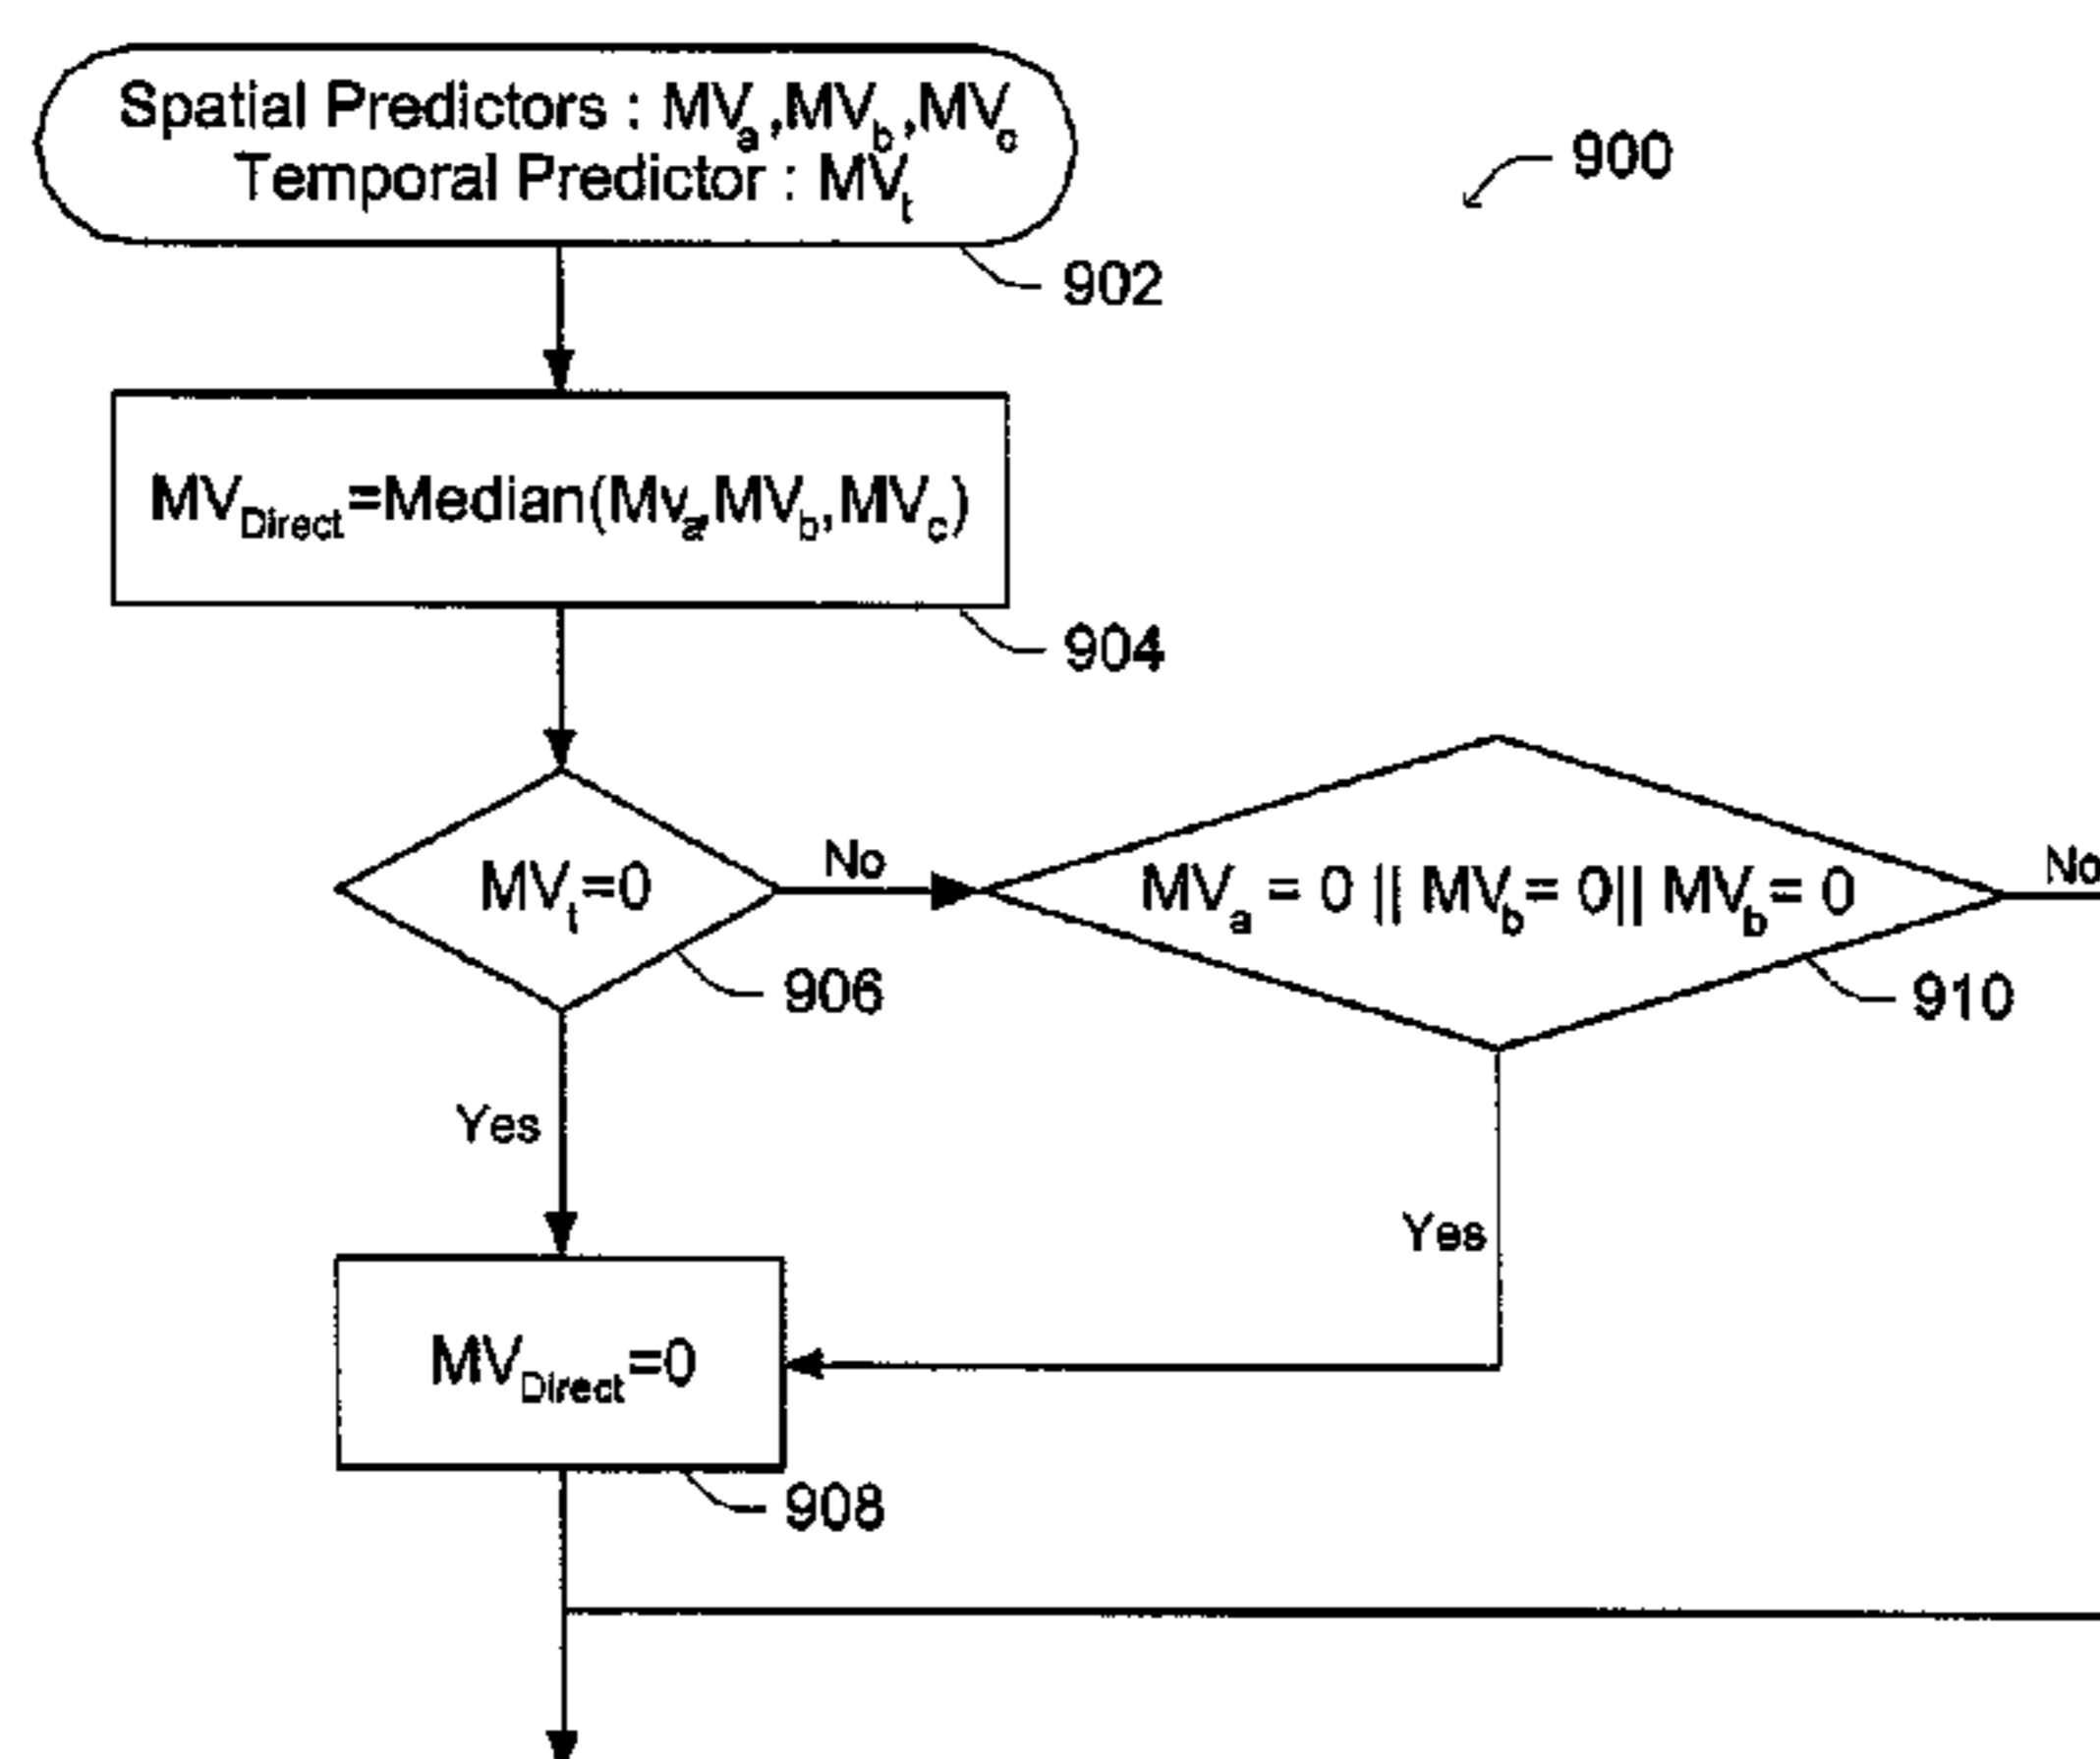 Spatial Predictors : MVa,MVb,MVc
Temporal Predictor : MVt
900
902
MVDirect=Median(Mva,MVb,MVc)
904
MVt=0
No
MVa = 0 || MVb= 0|| MVb= 0
No
906
910
Yes
Yes
MVDirect=0
908